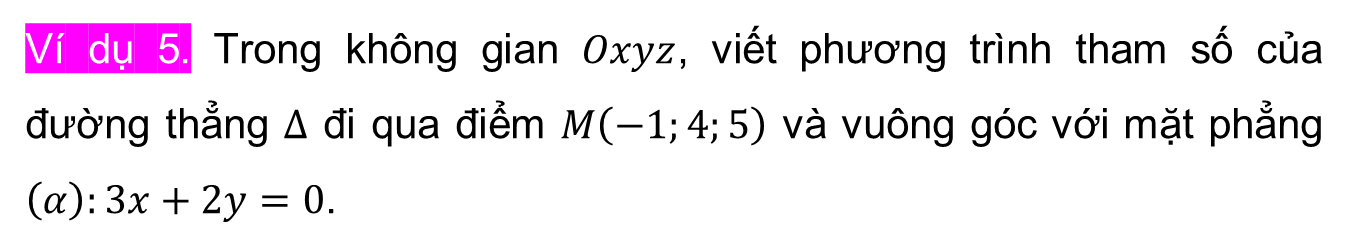 Ví dụ 5. Trong không gian 𝑂𝑥𝑦𝑧, viết phương trình tham số của
đường thẳng Δ đi qua điểm 𝑀(−1; 4; 5) và vuông góc với mặt phẳng
(𝛼): 3𝑥 + 2𝑦 = 0.